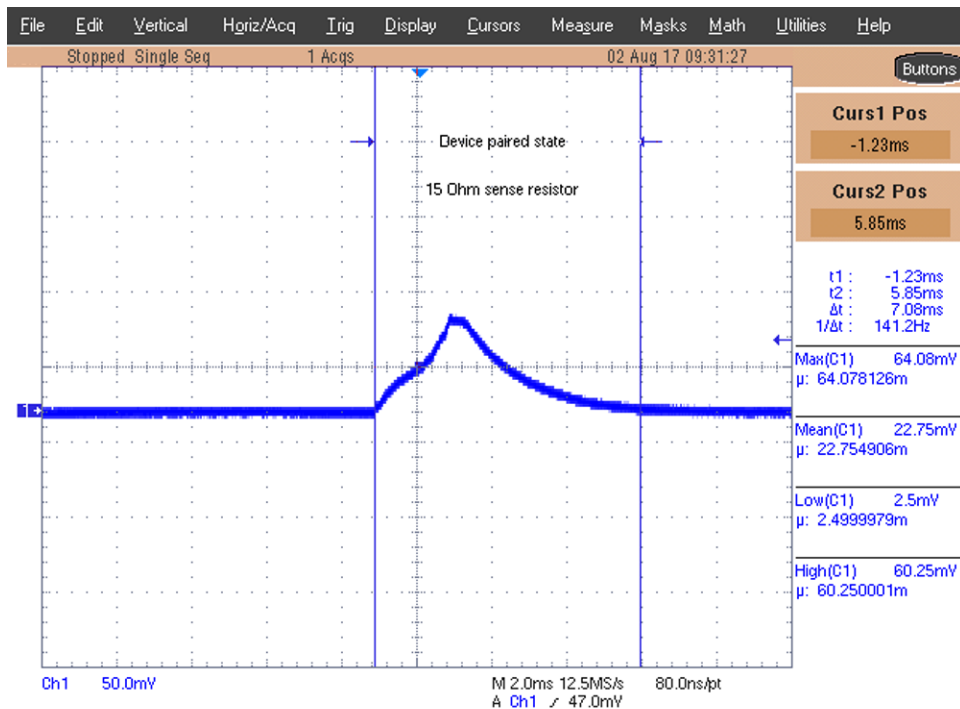 File Edit Vertical Horiz/Acq Trig Display Cursors Measure Masks Math Utilities Help
Stopped Single Seq 1 Acqs 02 Aug 17 09:31:27
Buttons
Curs1 Pos
-1.23ms
Curs2 Pos
5.85ms
Device paired state
15 Ohm sense resistor
t1 : -1.23ms
t2 : 5.85ms
Δt : 7.08ms
1/Δt : 141.2Hz
Max(C1) 64.08mV
μ: 64.078126m
Mean(C1) 22.75mV
μ: 22.754906m
Low(C1) 2.5mV
μ: 2.4999979m
High(C1) 60.25mV
μ: 60.250001m
1
Ch1 50.0mV M 2.0ms 12.5MS/s 80.0ns/pt
A Ch1 ∕ 47.0mV